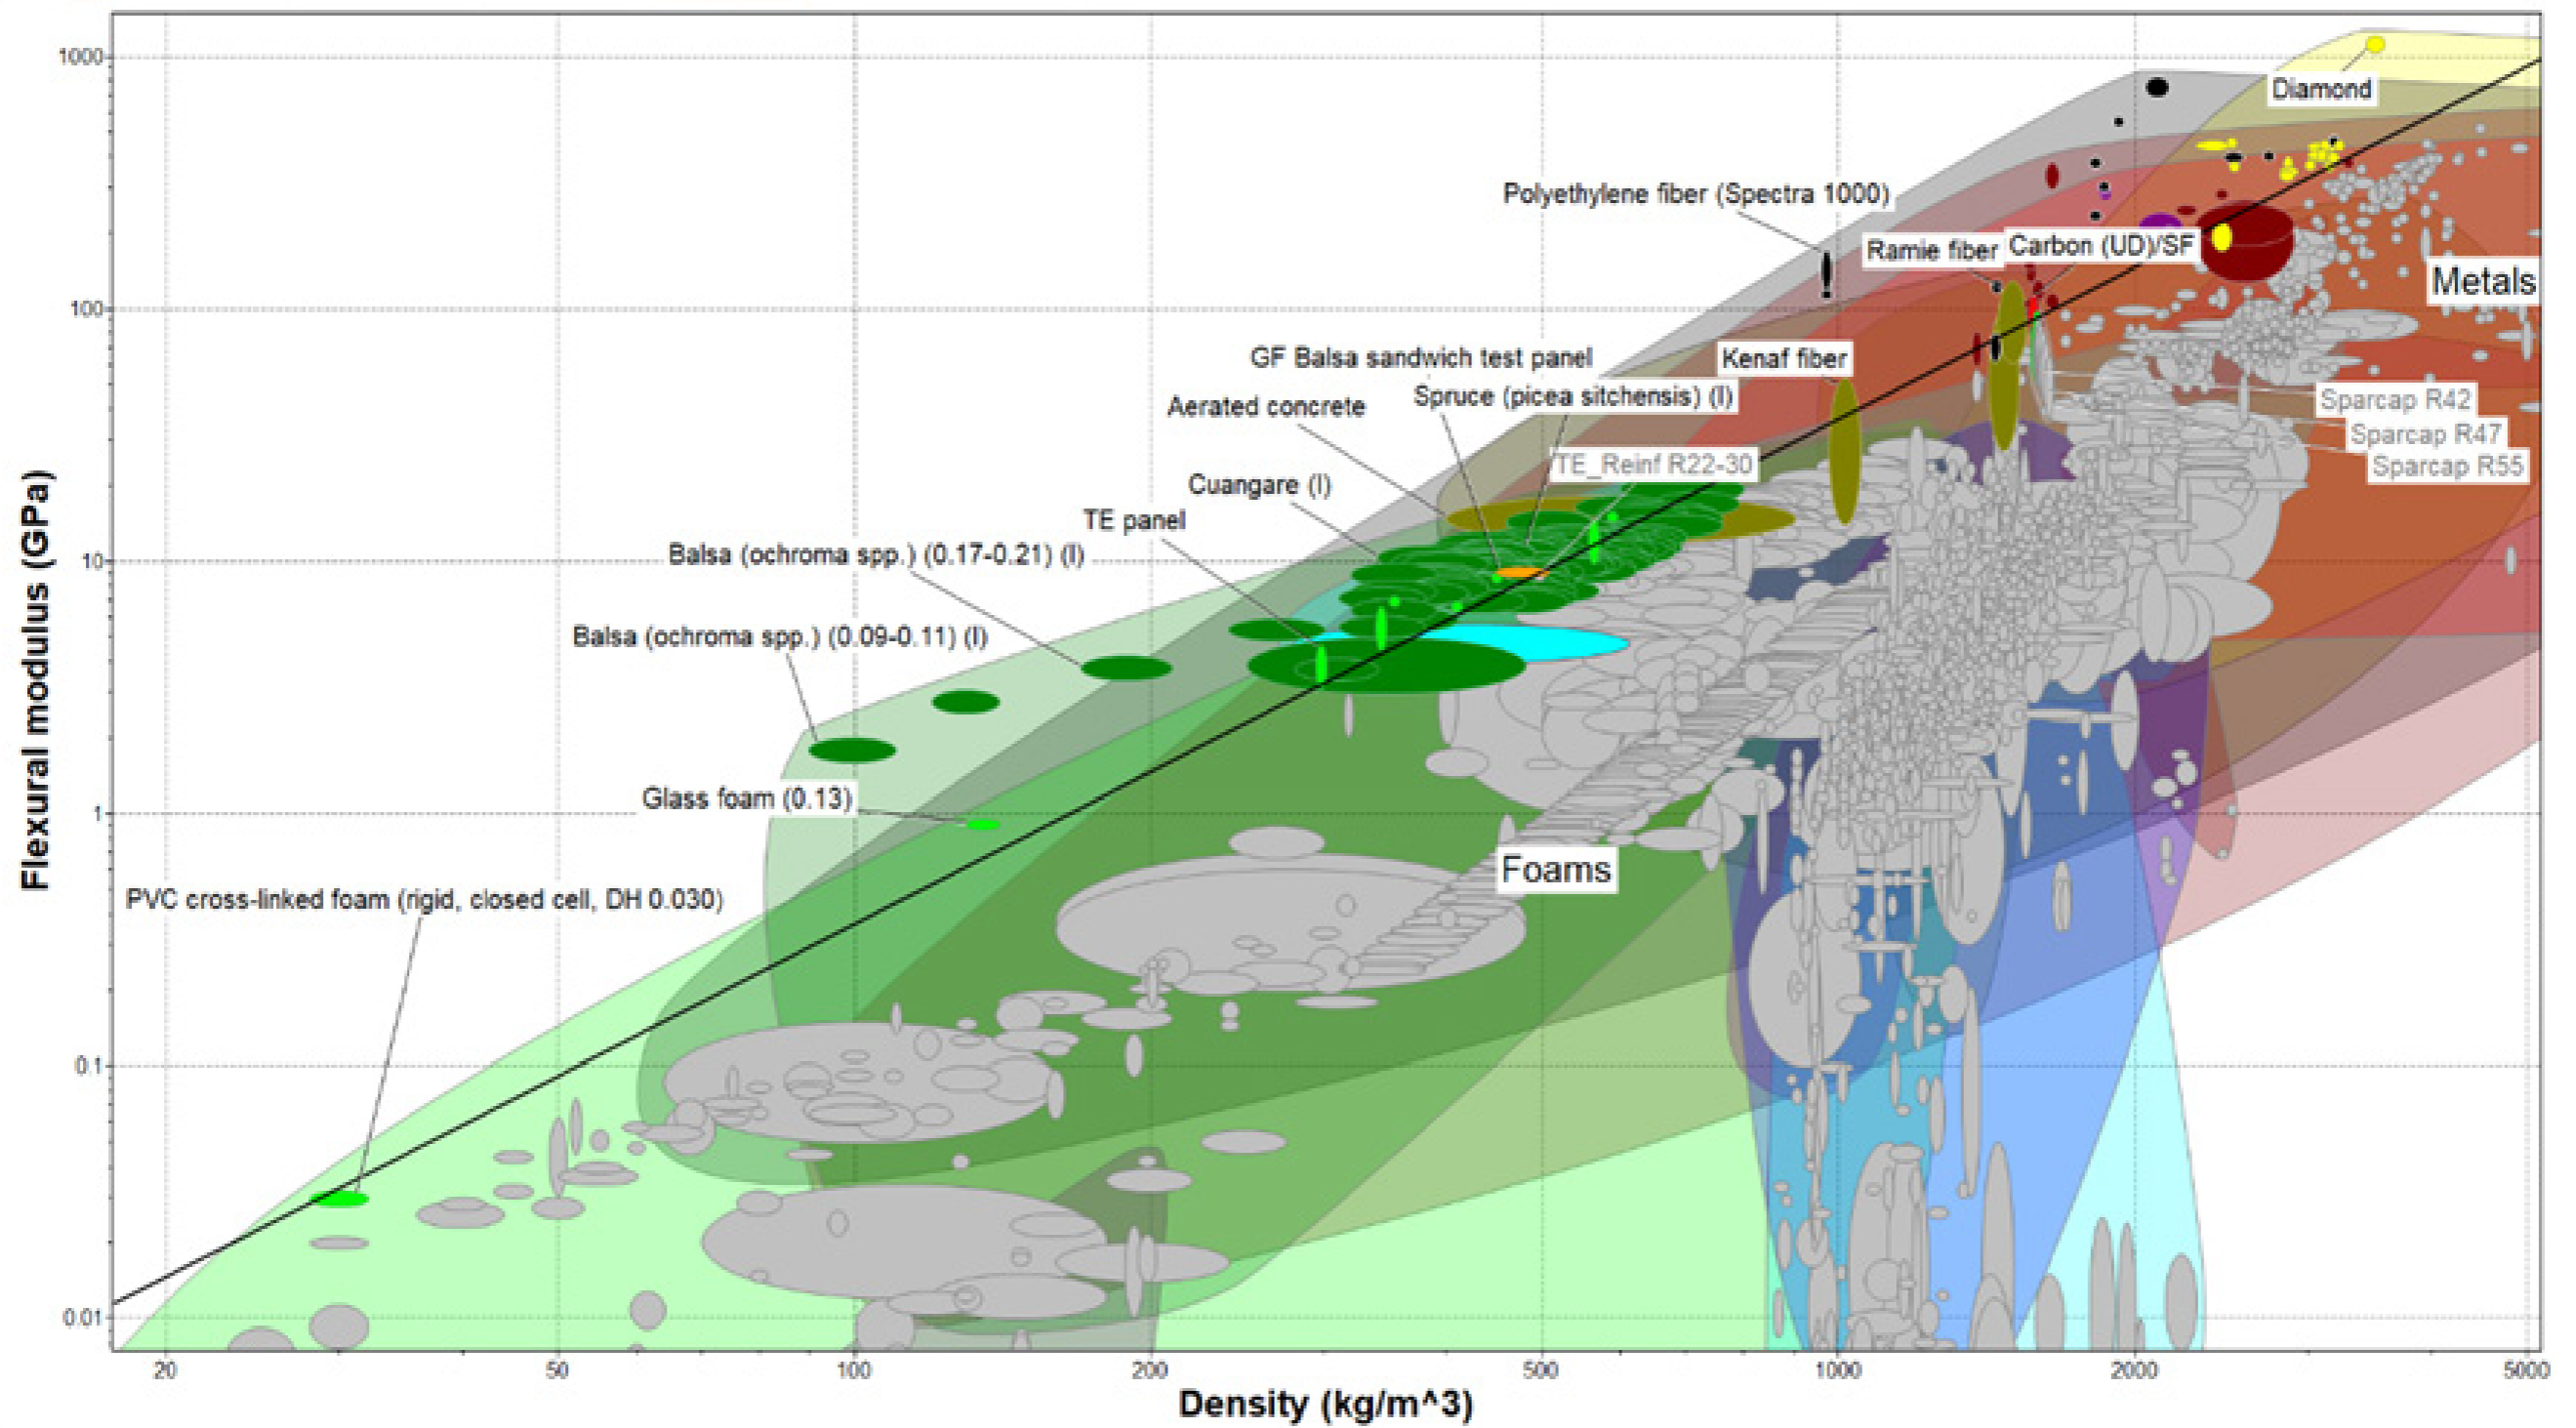 1000
Diamond
Polyethylene fiber (Spectra 1000)
Ramie fiber
Carbon (UD)/SF
Metals
100
GF Balsa sandwich test panel
Kenaf fiber
Aerated concrete
Spruce (picea sitchensis) (l)
Sparcap R42
Sparcap R47
Sparcap R55
TE_Reinf R22-30
Cuangare (l)
TE panel
Balsa (ochroma spp.) (0.17-0.21) (l)
10
Balsa (ochroma spp.) (0.09-0.11) (l)
Glass foam (0.13)
1
Foams
PVC cross-linked foam (rigid, closed cell, DH 0.030)
0.1
0.01
Flexural modulus (GPa)
20
50
100
200
500
1000
2000
5000
Density (kg/m^3)